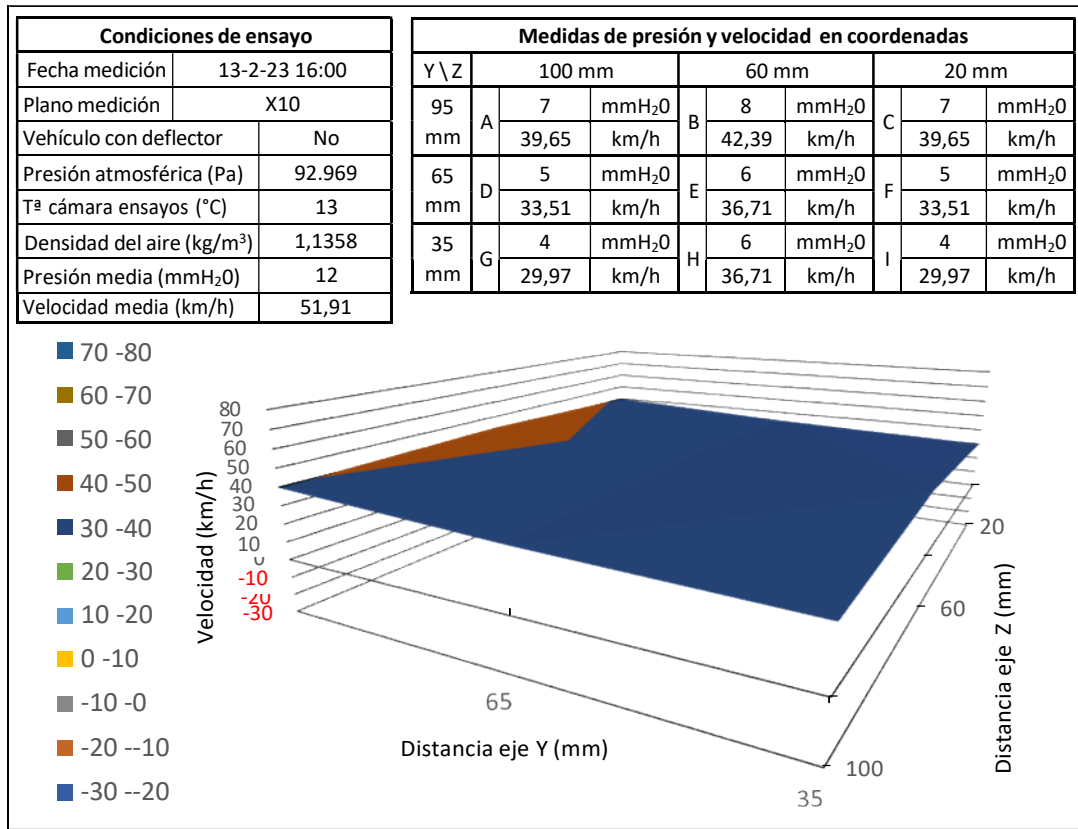 Condiciones de ensayo
Fecha medición 13-2-23 16:00
Plano medición X10
Vehículo con deflector No
Presión atmosférica (Pa) 92.969
Tª cámara ensayos (°C) 13
Densidad del aire (kg/m³) 1,1358
Presión media (mmH₂0) 12
Velocidad media (km/h) 51,91
Medidas de presión y velocidad en coordenadas
Y \ Z 100 mm 60 mm 20 mm
95 mm A 7 mmH₂0 B 8 mmH₂0 C 7 mmH₂0
39,65 km/h 42,39 km/h 39,65 km/h
65 mm D 5 mmH₂0 E 6 mmH₂0 F 5 mmH₂0
33,51 km/h 36,71 km/h 33,51 km/h
35 mm G 4 mmH₂0 H 6 mmH₂0 I 4 mmH₂0
29,97 km/h 36,71 km/h 29,97 km/h
70 -80
60 -70
50 -60
40 -50
30 -40
20 -30
10 -20
0 -10
-10 -0
-20 --10
-30 --20
Velocidad (km/h)
80
70
60
50
40
30
20
10
0
-10
-20
-30
65
35
Distancia eje Y (mm)
20
60
100
Distancia eje Z (mm)